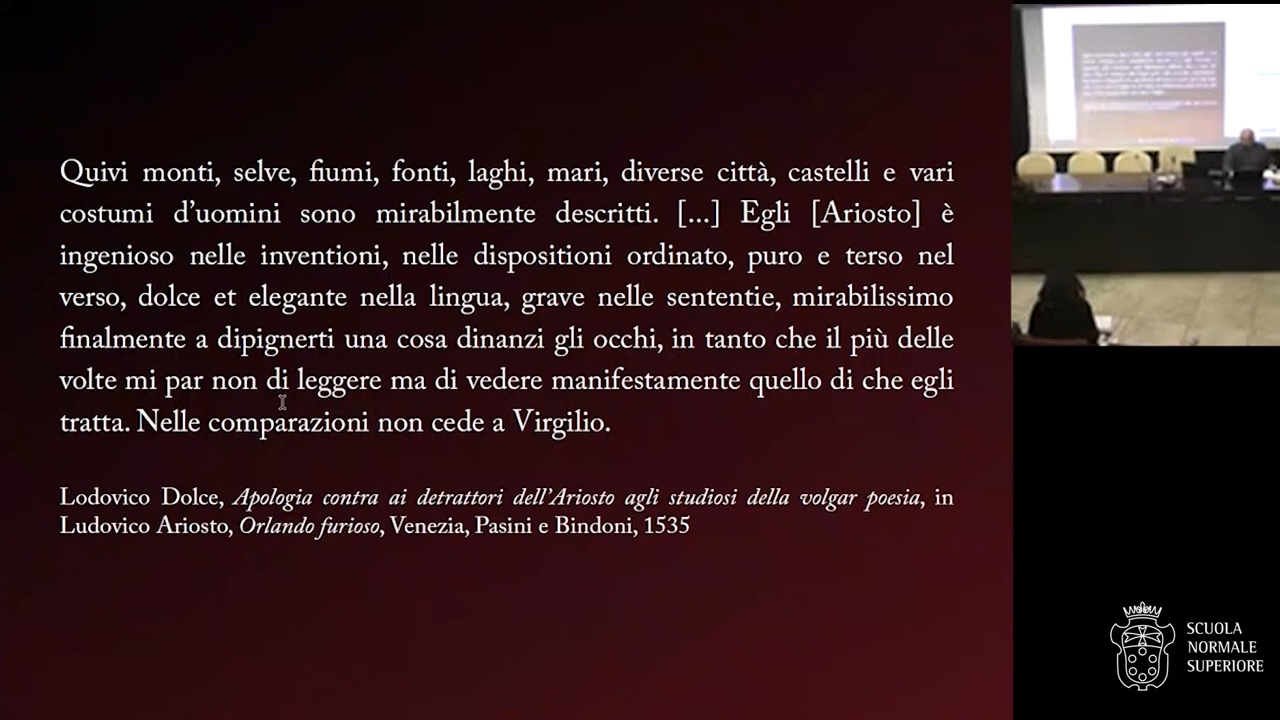 Quivi monti, selve, fiumi, fonti, laghi, mari, diverse città, castelli e vari
costumi d'uomini sono mirabilmente descritti. [...] Egli [Ariosto] è
ingenioso nelle inventioni, nelle dispositioni ordinato, puro e terso nel
verso, dolce et elegante nella lingua, grave nelle sententie, mirabilissimo
finalmente a dipignerti una cosa dinanzi gli occhi, in tanto che il più delle
volte mi par non di leggere ma di vedere manifestamente quello di che egli
tratta. Nelle comparazioni non cede a Virgilio.
Lodovico Dolce, Apologia contra ai detrattori dell'Ariosto agli studiosi della volgar poesia, in
Ludovico Ariosto, Orlando furioso, Venezia, Pasini e Bindoni, 1535
SCUOLA
NORMALE
SUPERIORE